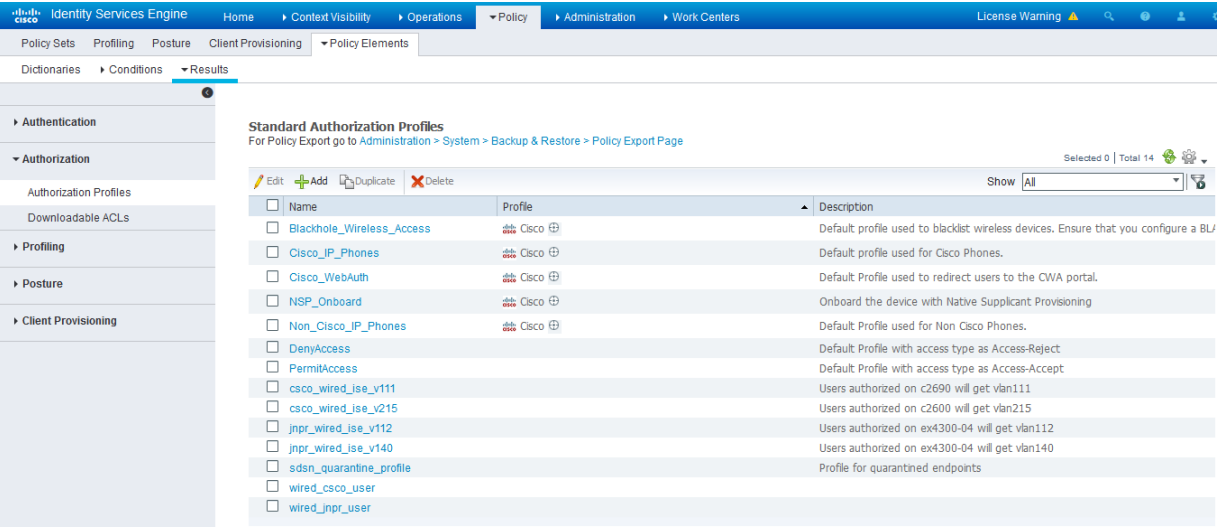 cisco Identity Services Engine Home Context Visibility Operations Policy Administration Work Centers License Warning
Policy Sets Profiling Posture Client Provisioning Policy Elements
Dictionaries Conditions Results
Authentication
Authorization
Authorization Profiles
Downloadable ACLs
Profiling
Posture
Client Provisioning
Standard Authorization Profiles
For Policy Export go to Administration > System > Backup & Restore > Policy Export Page
Selected 0 | Total 14
Edit Add Duplicate Delete Show All
Name Profile Description
Blackhole_Wireless_Access Cisco Default profile used to blacklist wireless devices. Ensure that you configure a BLA
Cisco_IP_Phones Cisco Default profile used for Cisco Phones.
Cisco_WebAuth Cisco Default Profile used to redirect users to the CWA portal.
NSP_Onboard Cisco Onboard the device with Native Supplicant Provisioning
Non_Cisco_IP_Phones Cisco Default Profile used for Non Cisco Phones.
DenyAccess Default Profile with access type as Access-Reject
PermitAccess Default Profile with access type as Access-Accept
csco_wired_ise_v111 Users authorized on c2690 will get vlan111
csco_wired_ise_v215 Users authorized on c2600 will get vlan215
jnpr_wired_ise_v112 Users authorized on ex4300-04 will get vlan112
jnpr_wired_ise_v140 Users authorized on ex4300-04 will get vlan140
sdsn_quarantine_profile Profile for quarantined endpoints
wired_csco_user
wired_jnpr_user